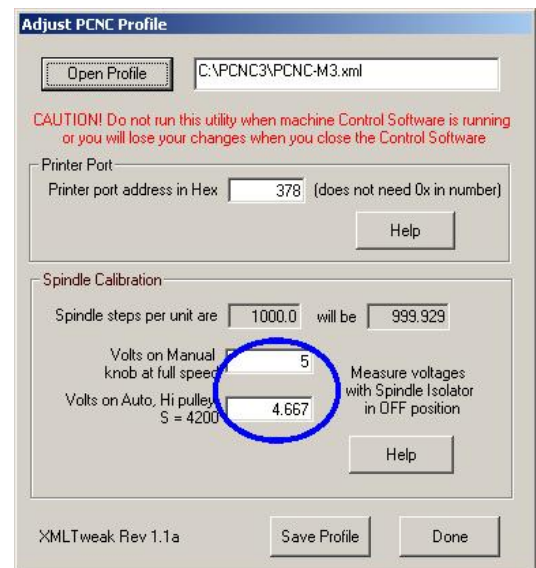 Adjust PCNC Profile
Open Profile
C:\PCNC3\PCNC-M3.xml
CAUTION! Do not run this utility when machine Control Software is running
or you will lose your changes when you close the Control Software
Printer Port
Printer port address in Hex 378 (does not need 0x in number)
Help
Spindle Calibration
Spindle steps per unit are 1000.0 will be 999.929
Volts on Manual
knob at full speed
5
Volts on Auto, Hi pulley,
S = 4200
4.667
Measure voltages
with Spindle Isolator
in OFF position
Help
XMLTweak Rev 1.1a
Save Profile
Done